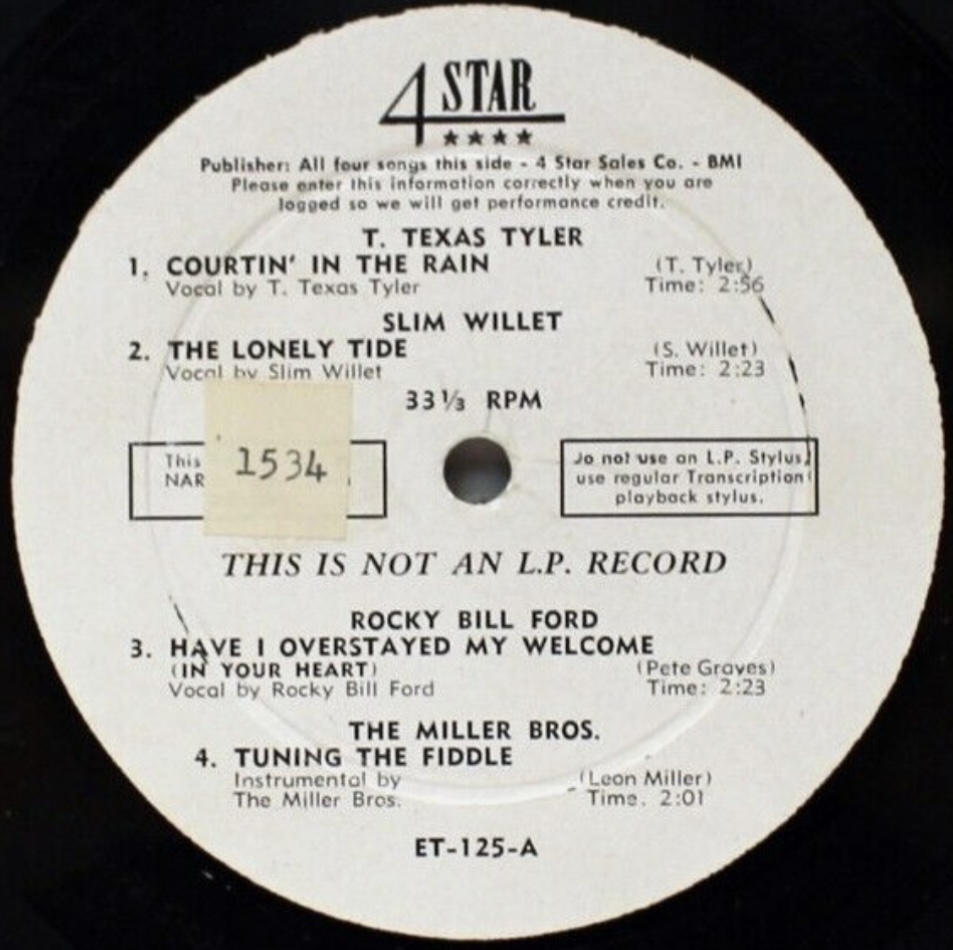 4 STAR
★★★★
Publisher: All four songs this side - 4 Star Sales Co. - BMI
Please enter this information correctly when you are
logged so we will get performance credit.
T. TEXAS TYLER
1. COURTIN' IN THE RAIN (T. Tyler)
Vocal by T. Texas Tyler Time: 2:56
SLIM WILLET
2. THE LONELY TIDE (S. Willet)
Vocal by Slim Willet Time: 2:23
33⅓ RPM
This
NAR
1534
Do not use an L.P. Stylus,
use regular Transcription
playback stylus.
THIS IS NOT AN L.P. RECORD
ROCKY BILL FORD
3. HAVE I OVERSTAYED MY WELCOME
(IN YOUR HEART) (Pete Graves)
Vocal by Rocky Bill Ford Time: 2:23
THE MILLER BROS.
4. TUNING THE FIDDLE
Instrumental by (Leon Miller)
The Miller Bros. Time. 2:01
ET-125-A